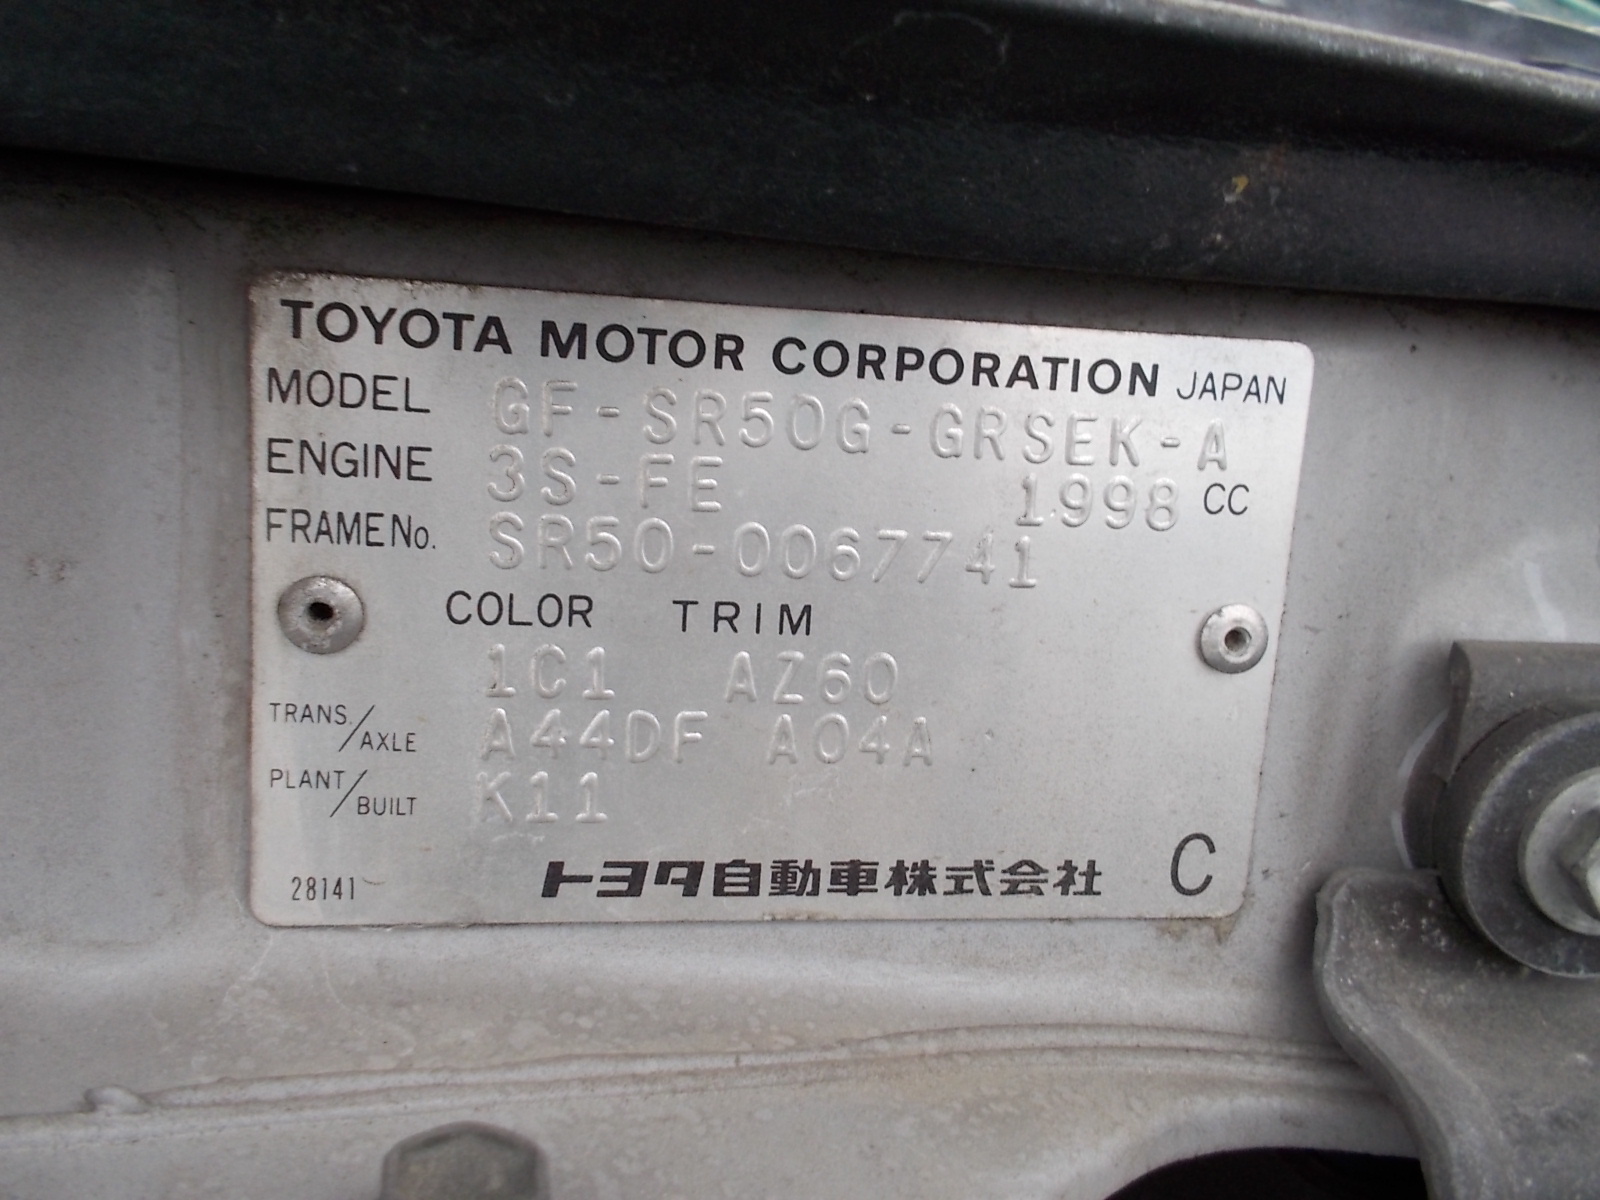 TOYOTA MOTOR CORPORATION JAPAN
MODEL GF-SR50G-GRSEK-A
ENGINE 3S-FE 1998 CC
FRAME No. SR50-0067741
COLOR TRIM
1C1 AZ60
TRANS./AXLE A44DF A04A
PLANT/BUILT K11
28141 トヨタ自動車株式会社 C